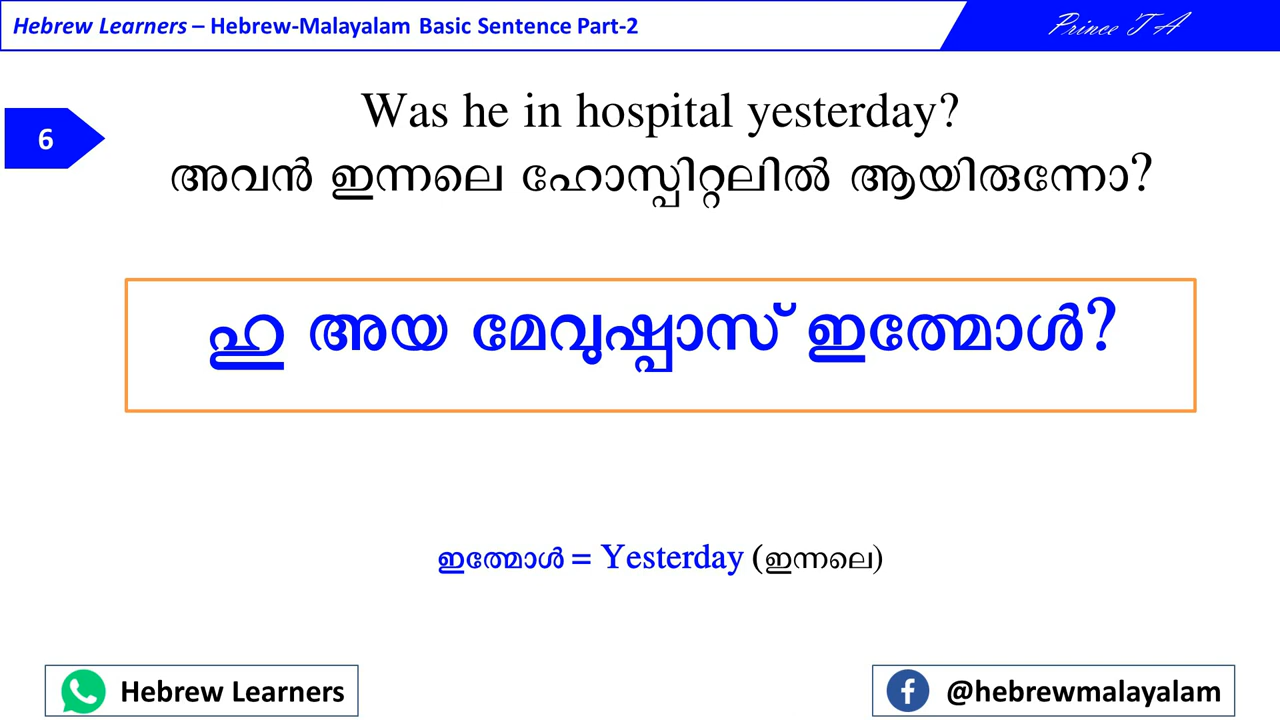 Hebrew Learners – Hebrew-Malayalam Basic Sentence Part-2
Prince T A
6
Was he in hospital yesterday?
അവൻ ഇന്നലെ ഹോസ്പിറ്റലിൽ ആയിരുന്നോ?
ഹു അയ മേവുഷ്പാസ് ഇത്മോൾ?
ഇത്മോൾ = Yesterday (ഇന്നലെ)
Hebrew Learners
@hebrewmalayalam